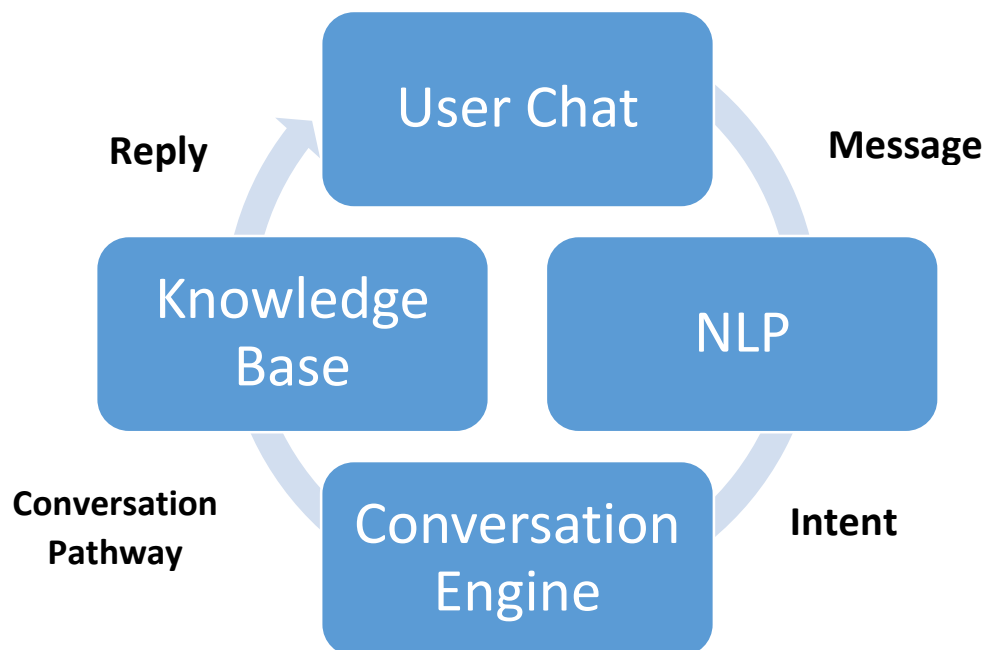 User Chat
Message
NLP
Intent
Conversation
Engine
Conversation
Pathway
Knowledge
Base
Reply